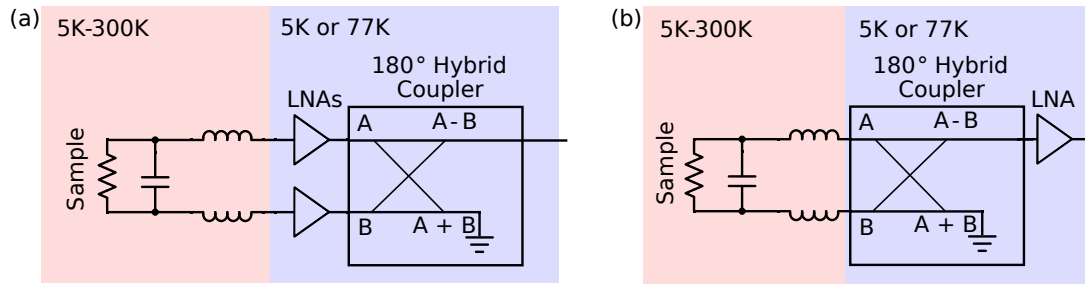 (a)
5K-300K
5K or 77K
180° Hybrid
Coupler
LNAs
A
A-B
Sample
B
A + B
(b)
5K-300K
5K or 77K
180° Hybrid
Coupler
LNA
A
A-B
Sample
B
A + B